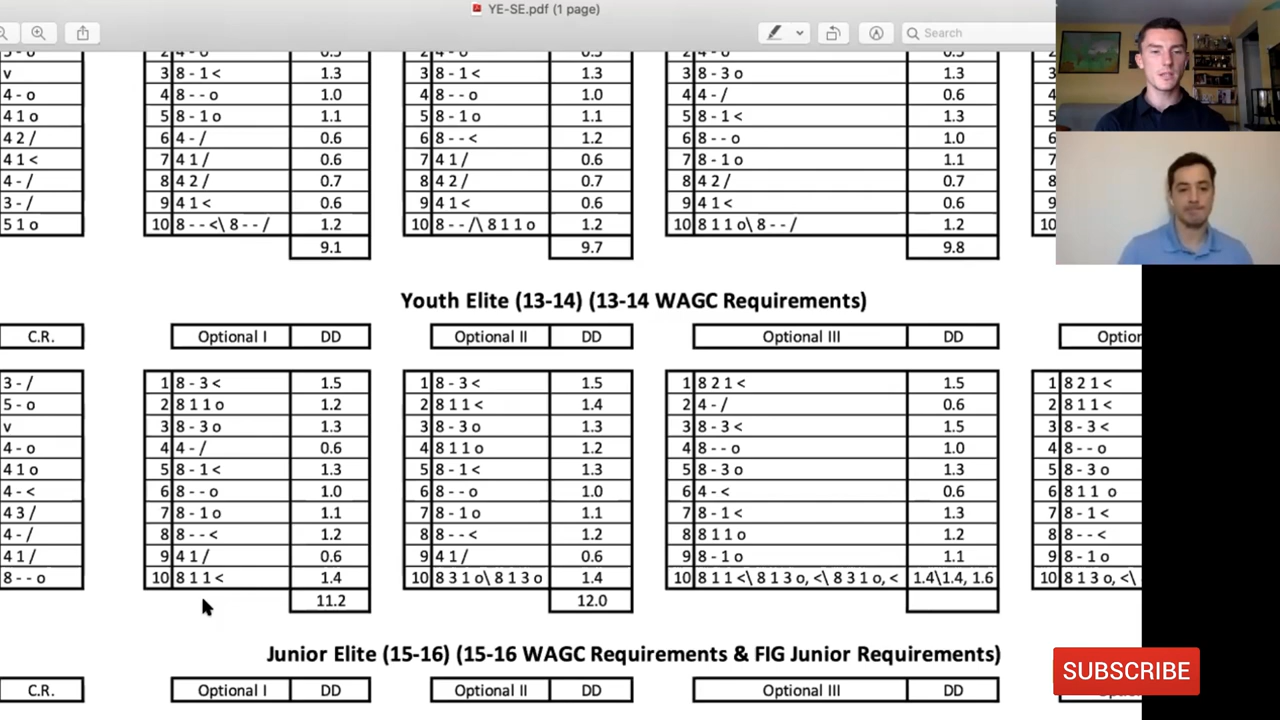 YE-SE.pdf (1 page)
Search
3 8 - 1 < 1.3 3 8 - 1 < 1.3 3 8 - 3 o 1.3 3
v
4 - o 4 8 - - o 1.0 4 8 - - o 1.0 4 4 - / 0.6 4
4 1 o 5 8 - 1 o 1.1 5 8 - 1 o 1.1 5 8 - 1 < 1.3 5
4 2 / 6 4 - / 0.6 6 8 - - < 1.2 6 8 - - o 1.0 6
4 1 < 7 4 1 / 0.6 7 4 1 / 0.6 7 8 - 1 o 1.1 7
4 - / 8 4 2 / 0.7 8 4 2 / 0.7 8 4 2 / 0.7 8
3 - / 9 4 1 < 0.6 9 4 1 < 0.6 9 4 1 < 0.6 9
5 1 o 10 8 - - <\ 8 - - / 1.2 10 8 - - /\ 8 1 1 o 1.2 10 8 1 1 o\ 8 - - / 1.2 10
9.1 9.7 9.8
Youth Elite (13-14) (13-14 WAGC Requirements)
C.R. Optional I DD Optional II DD Optional III DD
3 - / 1 8 - 3 < 1.5 1 8 - 3 < 1.5 1 8 2 1 < 1.5 1 8 2 1 <
5 - o 2 8 1 1 o 1.2 2 8 1 1 < 1.4 2 4 - / 0.6 2 8 1 1 <
v 3 8 - 3 o 1.3 3 8 - 3 o 1.3 3 8 - 3 < 1.5 3 8 - 3 <
4 - o 4 4 - / 0.6 4 8 1 1 o 1.2 4 8 - - o 1.0 4 8 - - o
4 1 o 5 8 - 1 < 1.3 5 8 - 1 < 1.3 5 8 - 3 o 1.3 5 8 - 3 o
4 - < 6 8 - - o 1.0 6 8 - - o 1.0 6 4 - < 0.6 6 8 1 1 o
4 3 / 7 8 - 1 o 1.1 7 8 - 1 o 1.1 7 8 - 1 < 1.3 7 8 - 1 <
4 - / 8 8 - - < 1.2 8 8 - - < 1.2 8 8 1 1 o 1.2 8 8 - - <
4 1 / 9 4 1 / 0.6 9 4 1 / 0.6 9 8 - 1 o 1.1 9 8 - 1 o
8 - - o 10 8 1 1 < 1.4 10 8 3 1 o\ 8 1 3 o 1.4 10 8 1 1 <\ 8 1 3 o, <\ 8 3 1 o, < 1.4\1.4, 1.6 10 8 1 3 o, <\
11.2 12.0
Junior Elite (15-16) (15-16 WAGC Requirements & FIG Junior Requirements)
SUBSCRIBE
C.R. Optional I DD Optional II DD Optional III DD